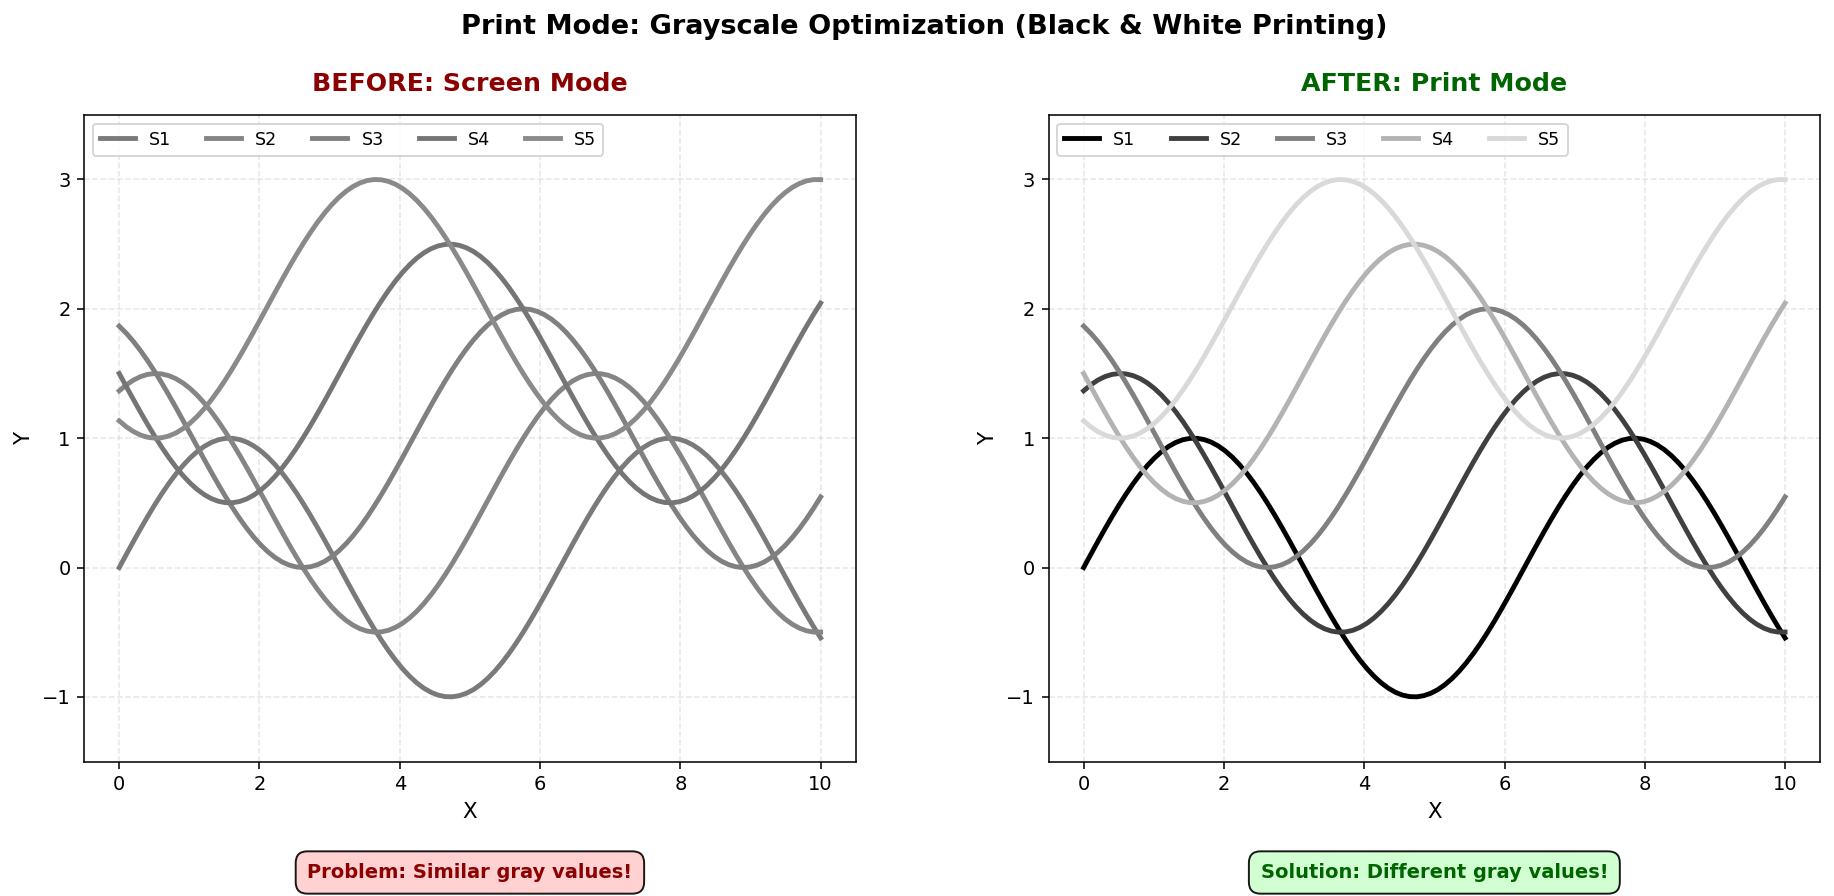 Print Mode: Grayscale Optimization (Black & White Printing)
BEFORE: Screen Mode
S1 S2 S3 S4 S5
3
2
1
0
−1
Y
0 2 4 6 8 10
X
Problem: Similar gray values!
AFTER: Print Mode
S1 S2 S3 S4 S5
3
2
1
0
−1
Y
0 2 4 6 8 10
X
Solution: Different gray values!